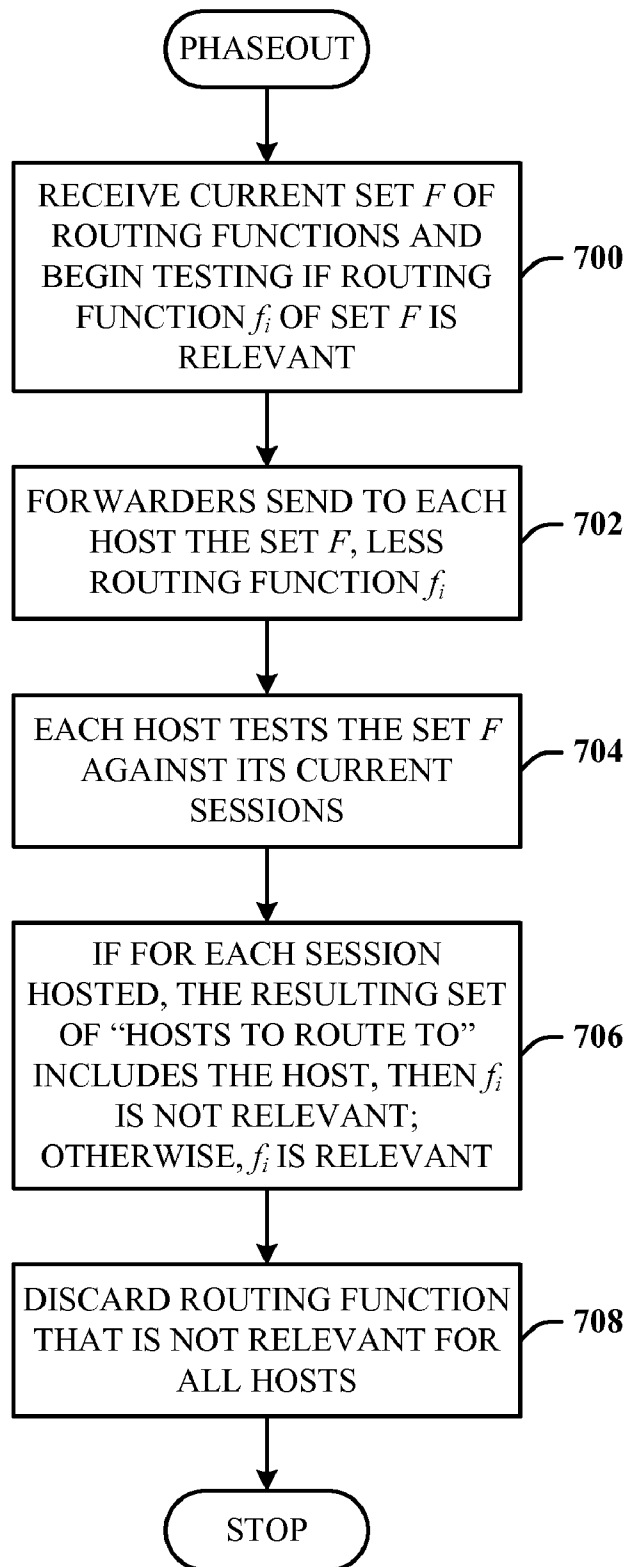 PHASEOUT
RECEIVE CURRENT SET F OF
ROUTING FUNCTIONS AND
BEGIN TESTING IF ROUTING
FUNCTION fi OF SET F IS
RELEVANT
700
FORWARDERS SEND TO EACH
HOST THE SET F, LESS
ROUTING FUNCTION fi
702
EACH HOST TESTS THE SET F
AGAINST ITS CURRENT
SESSIONS
704
IF FOR EACH SESSION
HOSTED, THE RESULTING SET
OF “HOSTS TO ROUTE TO”
INCLUDES THE HOST, THEN fi
IS NOT RELEVANT;
OTHERWISE, fi IS RELEVANT
706
DISCARD ROUTING FUNCTION
THAT IS NOT RELEVANT FOR
ALL HOSTS
708
STOP